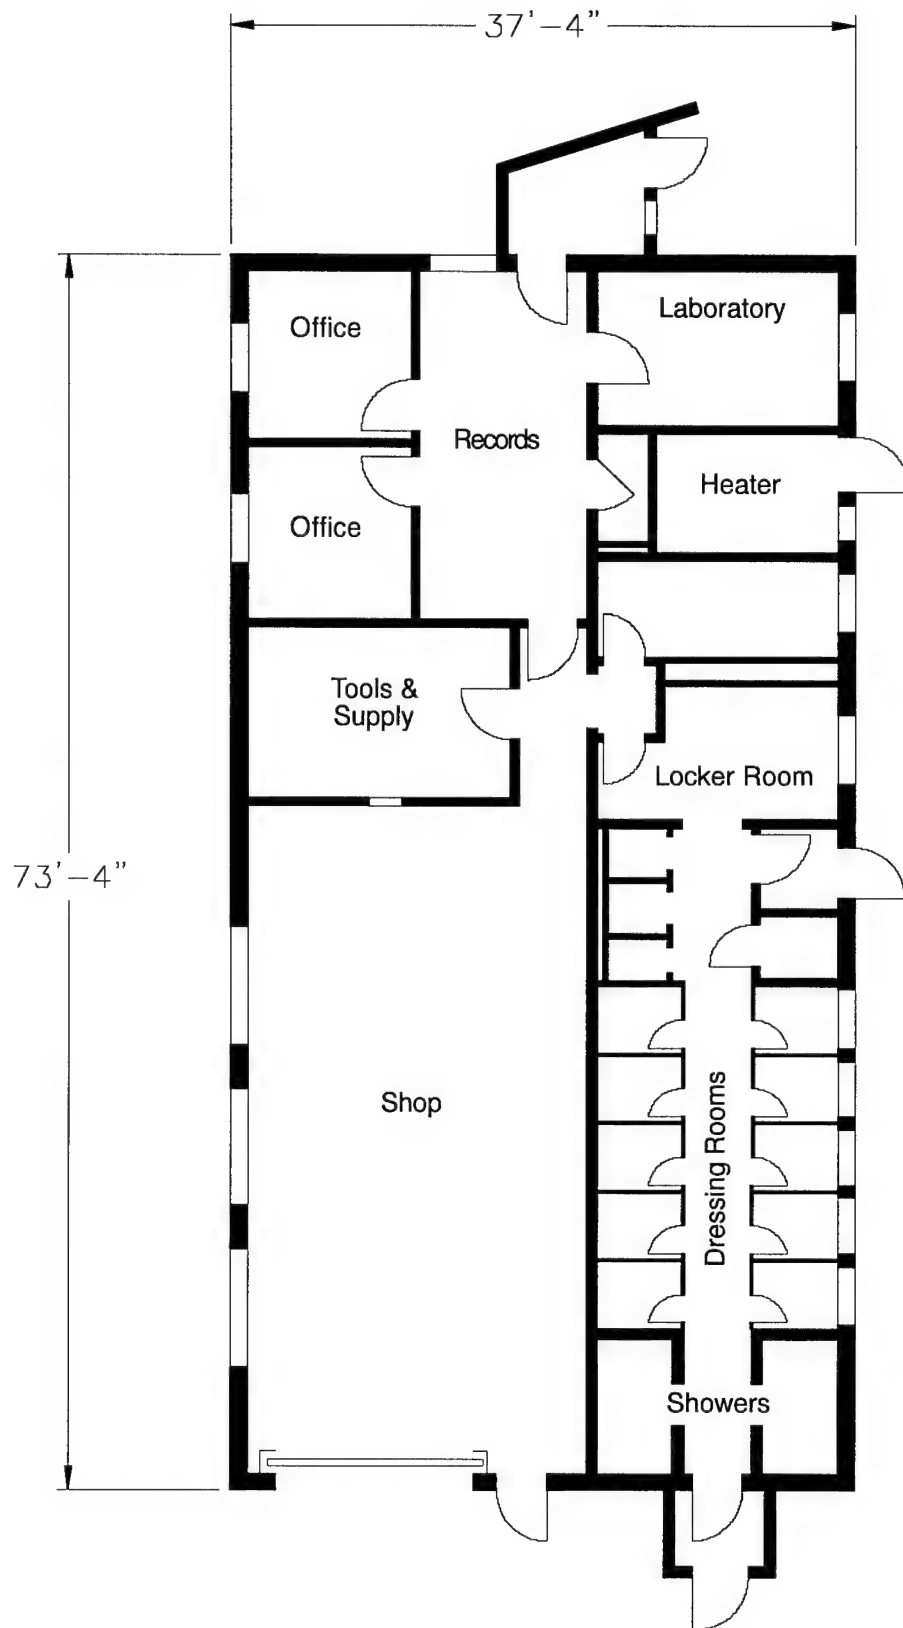 37'-4"
Office
Laboratory
Records
Heater
Office
Tools &
Supply
Locker Room
73'-4"
Shop
Dressing Rooms
Showers